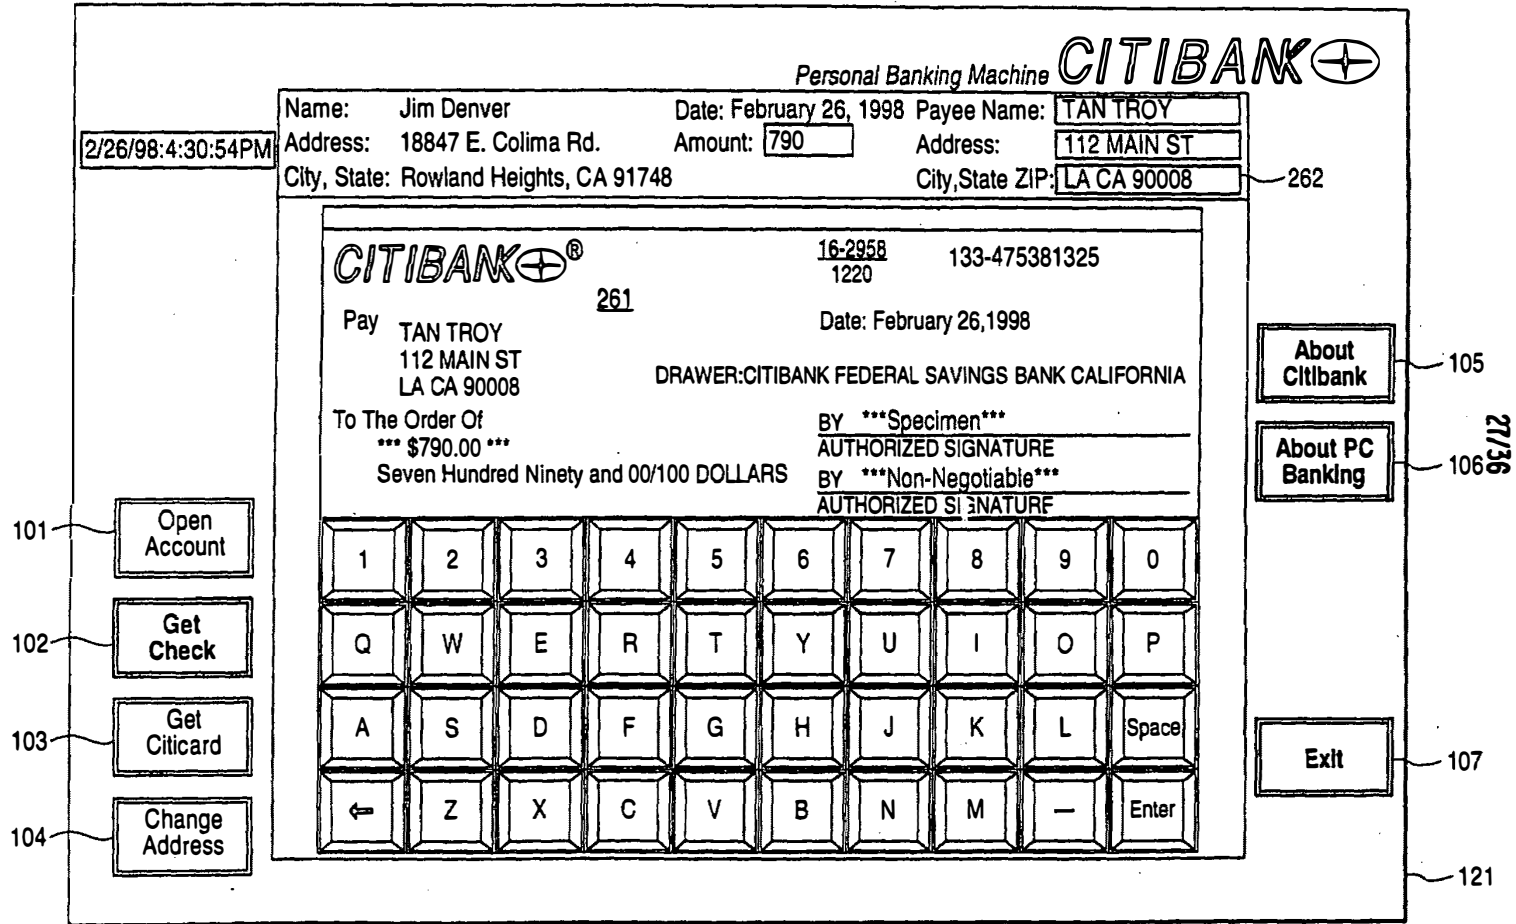 CITIBANK
Personal Banking Machine
2/26/98:4:30:54PM
Name: Jim Denver Date: February 26, 1998 Payee Name: TAN TROY
Address: 18847 E. Colima Rd. Amount: 790 Address: 112 MAIN ST
City, State: Rowland Heights, CA 91748 City,State ZIP: LA CA 90008
262
CITIBANK ®
16-2958
1220
133-475381325
261
Pay TAN TROY
112 MAIN ST
LA CA 90008
Date: February 26,1998
DRAWER:CITIBANK FEDERAL SAVINGS BANK CALIFORNIA
To The Order Of
*** $790.00 ***
Seven Hundred Ninety and 00/100 DOLLARS
BY ***Specimen***
AUTHORIZED SIGNATURE
BY ***Non-Negotiable***
AUTHORIZED SIGNATURE
1 2 3 4 5 6 7 8 9 0
Q W E R T Y U I O P
A S D F G H J K L Space
⇐ Z X C V B N M — Enter
101
Open
Account
102
Get
Check
103
Get
Citicard
104
Change
Address
About
Citibank
105
About PC
Banking
106
Exit
107
121
27/36